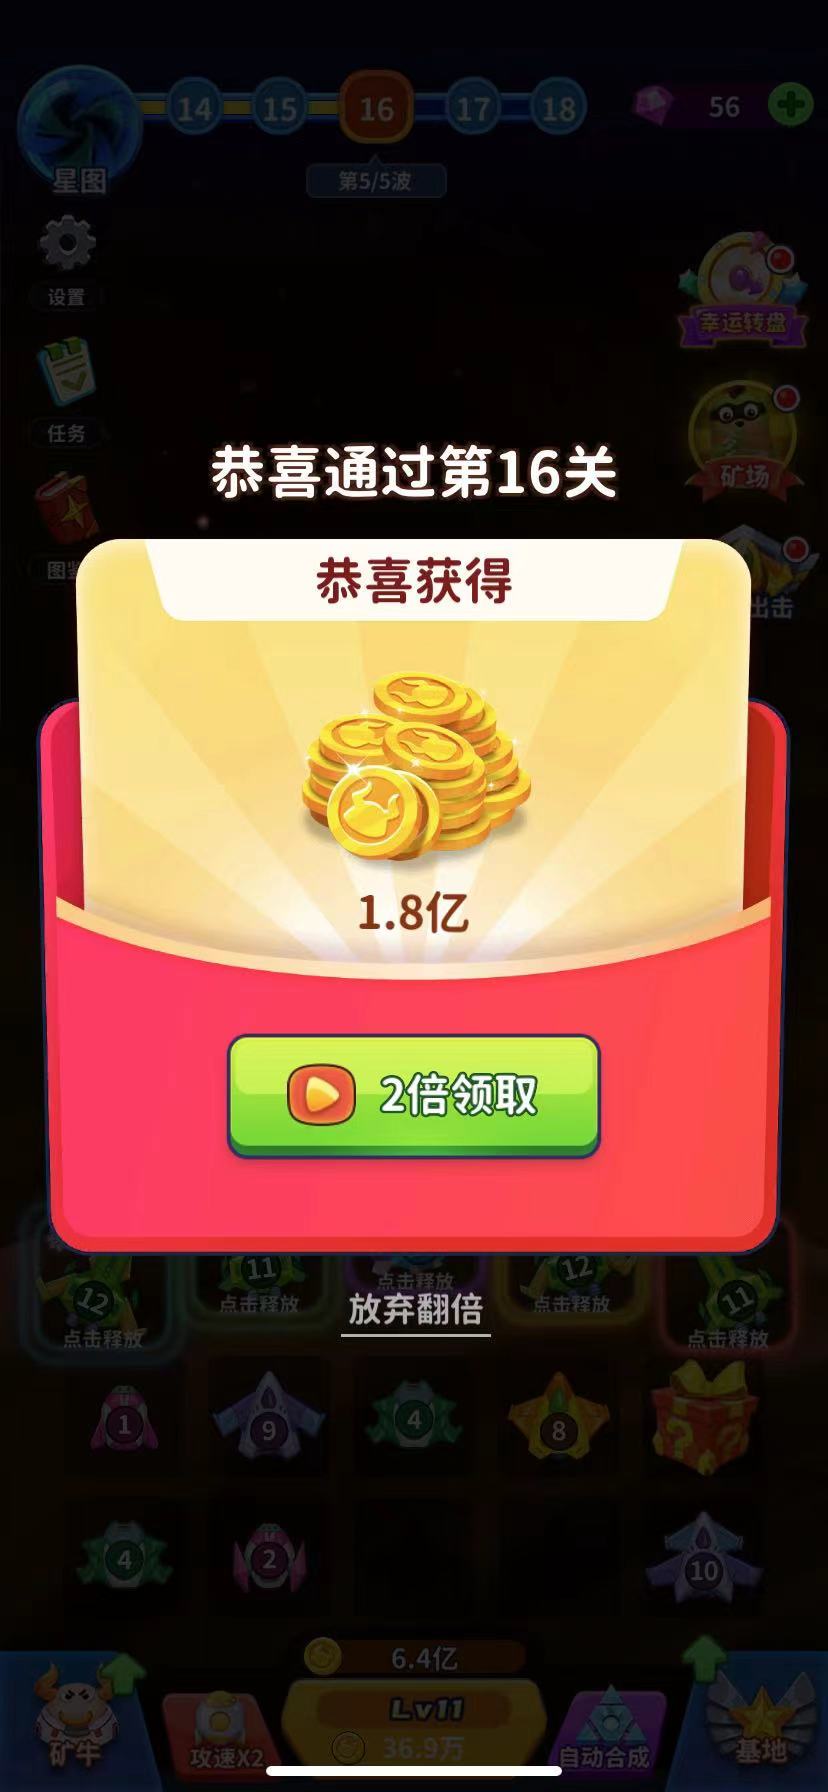 14
15
16
17
18
56
星图
第5/5波
设置
幸运转盘
任务
矿场
恭喜通过第16关
出击
恭喜获得
1.8亿
2倍领取
12
11
12
11
点击释放
点击释放
点击释放
点击释放
点击释放
放弃翻倍
1
9
4
8
4
2
10
6.4亿
Lv11
36.9万
矿牛
攻速X2
自动合成
基地